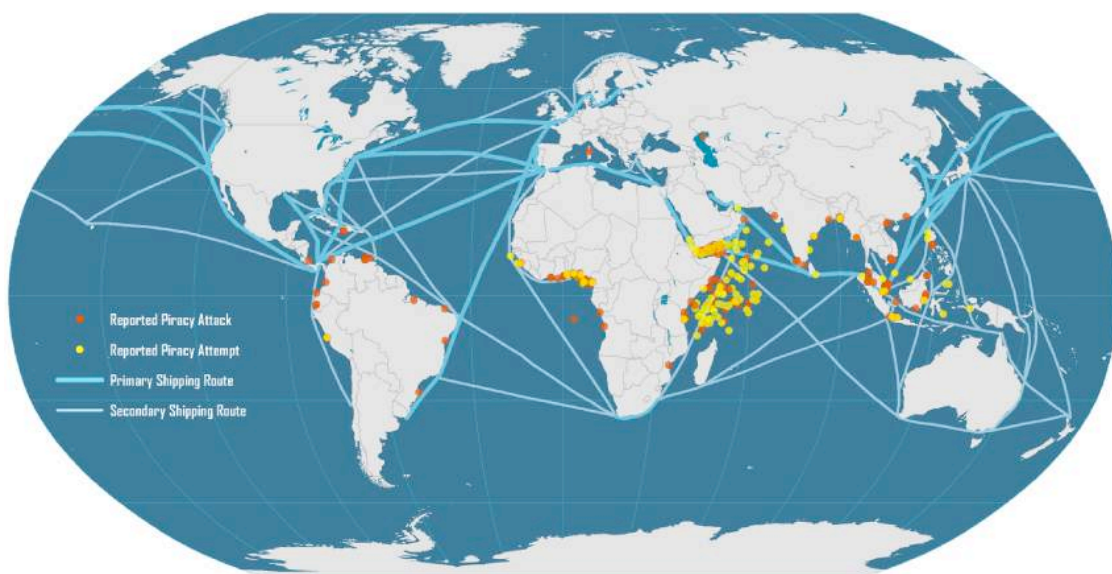 Reported Piracy Attack
Reported Piracy Attempt
Primary Shipping Route
Secondary Shipping Route